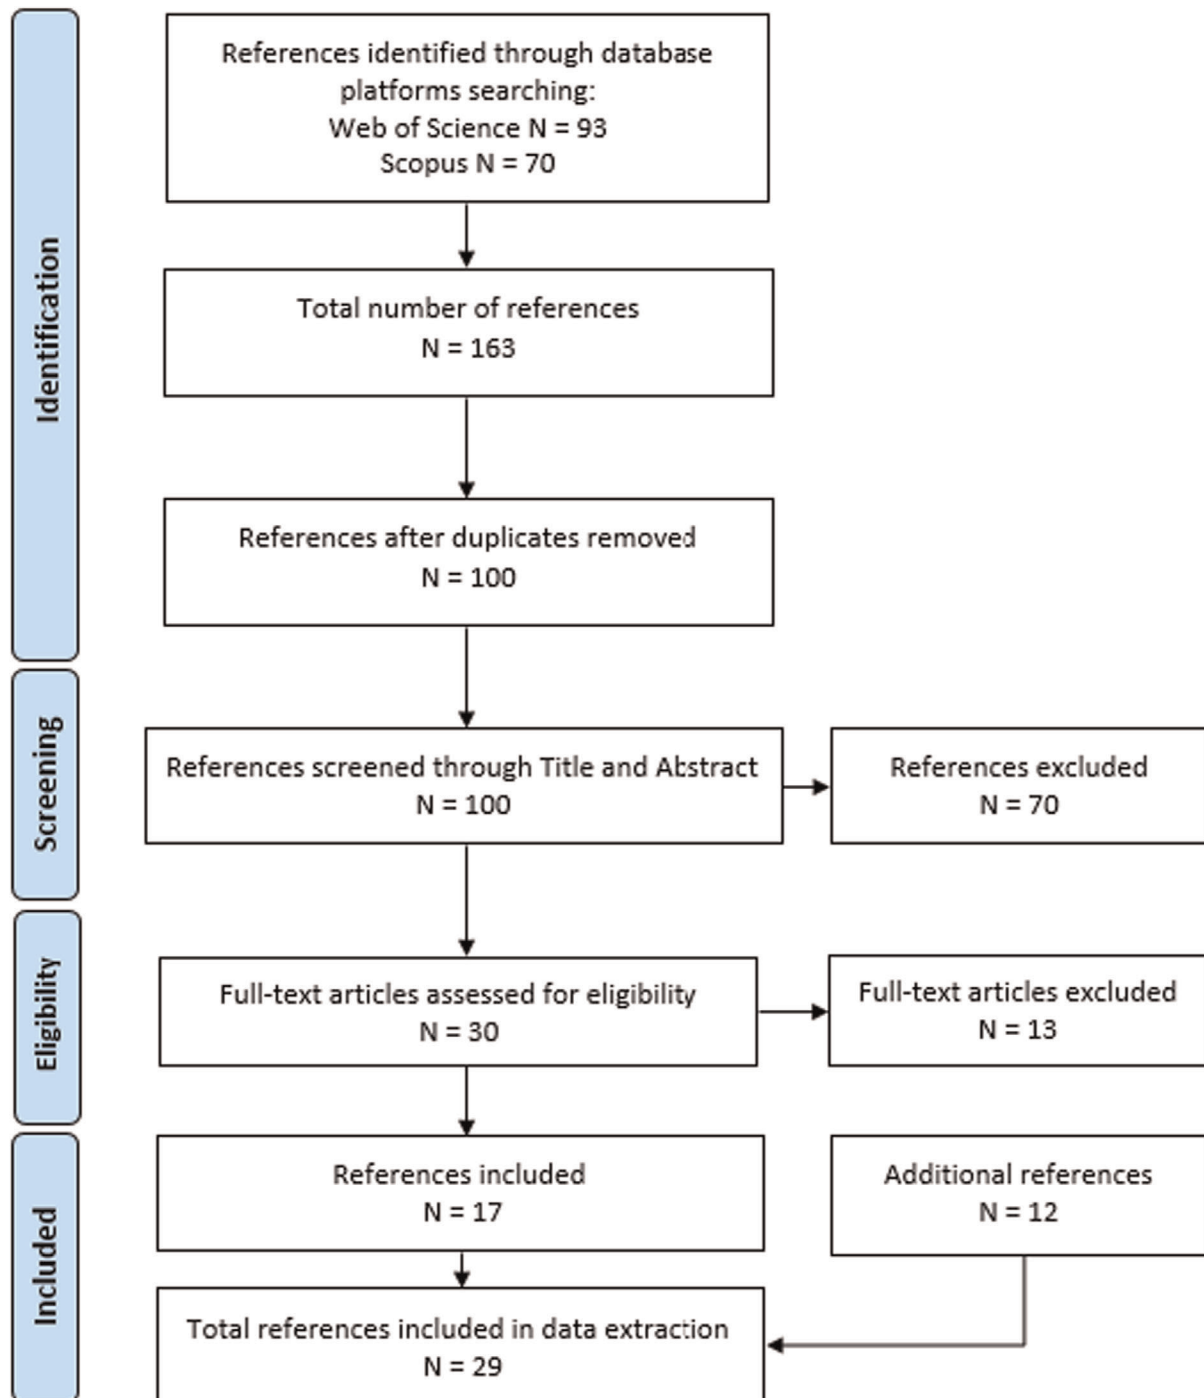 Identification
References identified through database
platforms searching:
Web of Science N = 93
Scopus N = 70
Total number of references
N = 163
References after duplicates removed
N = 100
Screening
References screened through Title and Abstract
N = 100
References excluded
N = 70
Eligibility
Full-text articles assessed for eligibility
N = 30
Full-text articles excluded
N = 13
Included
References included
N = 17
Additional references
N = 12
Total references included in data extraction
N = 29